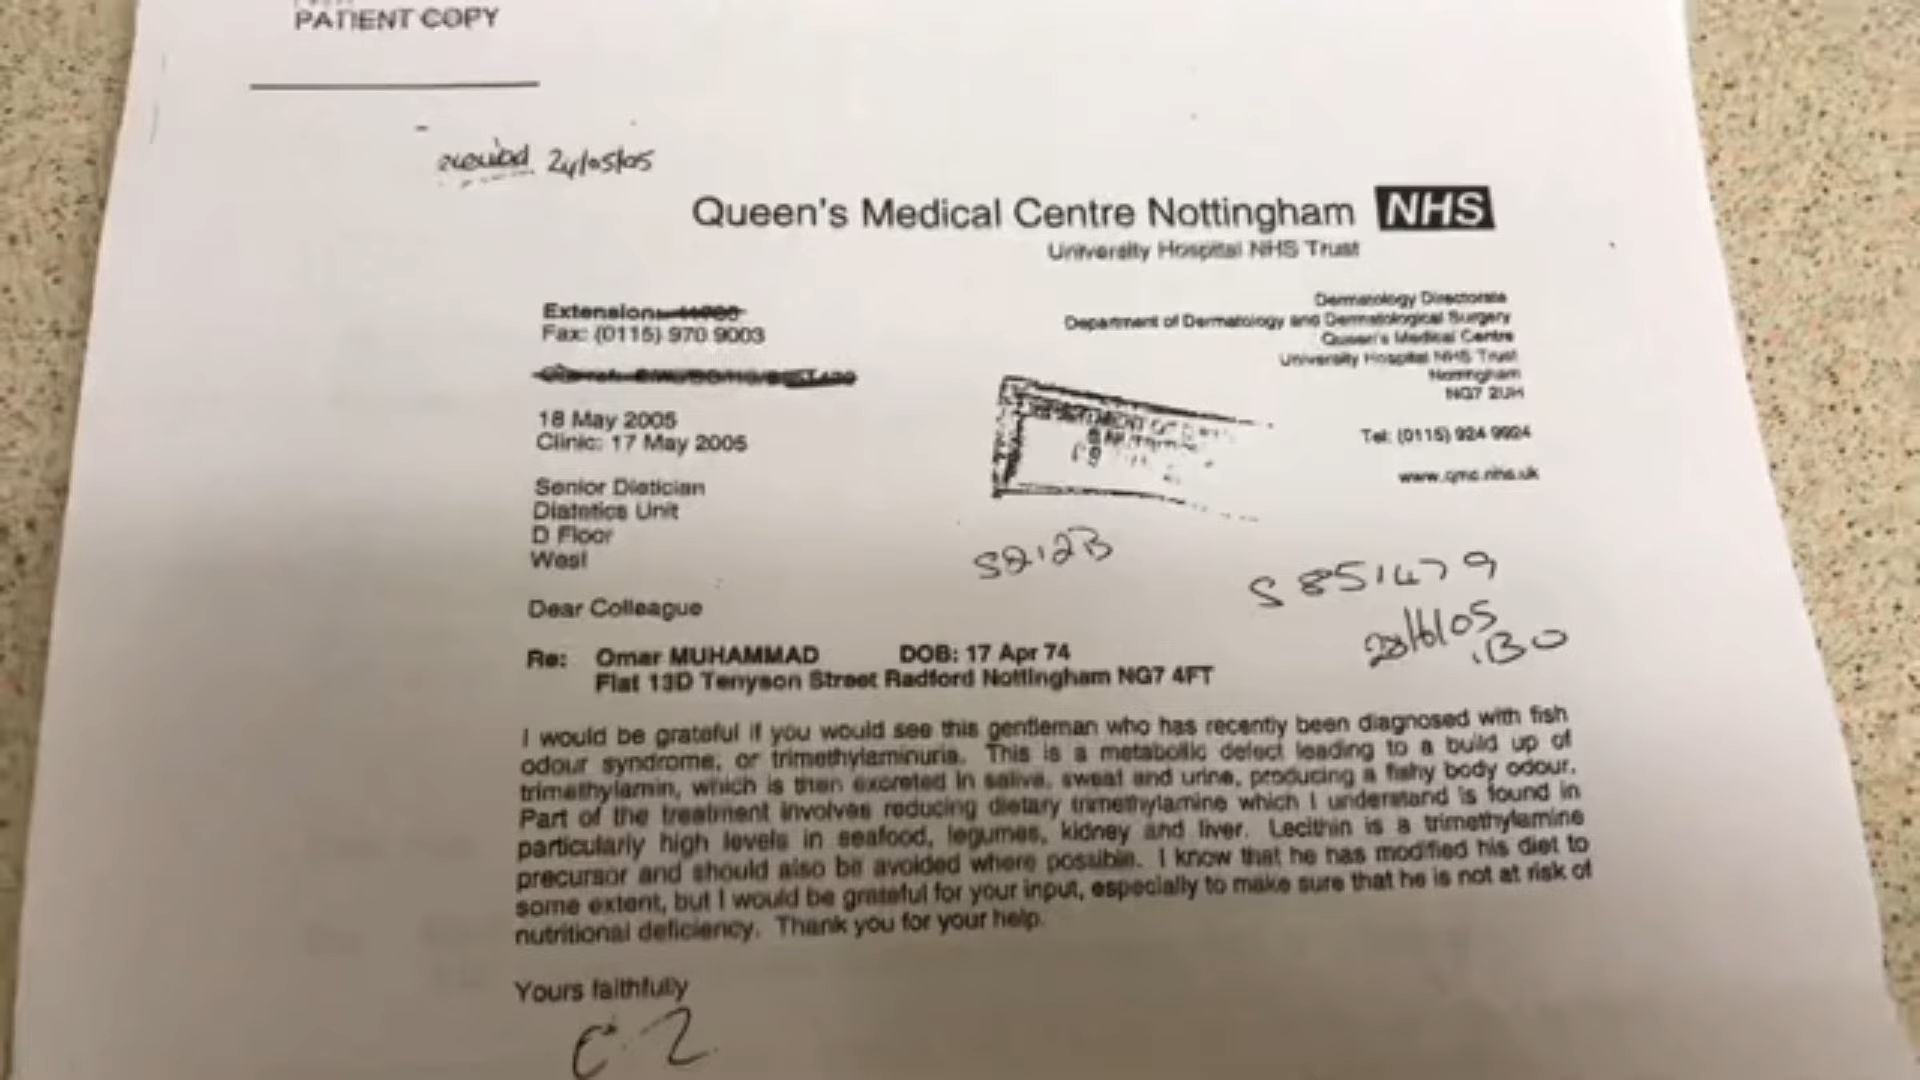 PATIENT COPY
24/05/05
Queen's Medical Centre Nottingham NHS
University Hospital NHS Trust
Extension:
Fax: (0115) 970 9003
Dermatology Directorate
Department of Dermatology and Dermatological Surgery
Queen's Medical Centre
University Hospital NHS Trust
Nottingham
NG7 2UH
18 May 2005
Clinic: 17 May 2005
Tel: (0115) 924 9924
www.qmc.nhs.uk
Senior Dietician
Dietetics Unit
D Floor
West
S212B
S851479
Dear Colleague
Re: Omar MUHAMMAD DOB: 17 Apr 74
Flat 13D Tenyson Street Radford Nottingham NG7 4FT
I would be grateful if you would see this gentleman who has recently been diagnosed with fish
odour syndrome, or trimethylaminuria. This is a metabolic defect leading to a build up of
trimethylamin, which is then excreted in saliva, sweat and urine, producing a fishy body odour.
Part of the treatment involves reducing dietary trimethylamine which I understand is found in
particularly high levels in seafood, legumes, kidney and liver. Lecithin is a trimethylamine
precursor and should also be avoided where possible. I know that he has modified his diet to
some extent, but I would be grateful for your input, especially to make sure that he is not at risk of
nutritional deficiency. Thank you for your help.
Yours faithfully